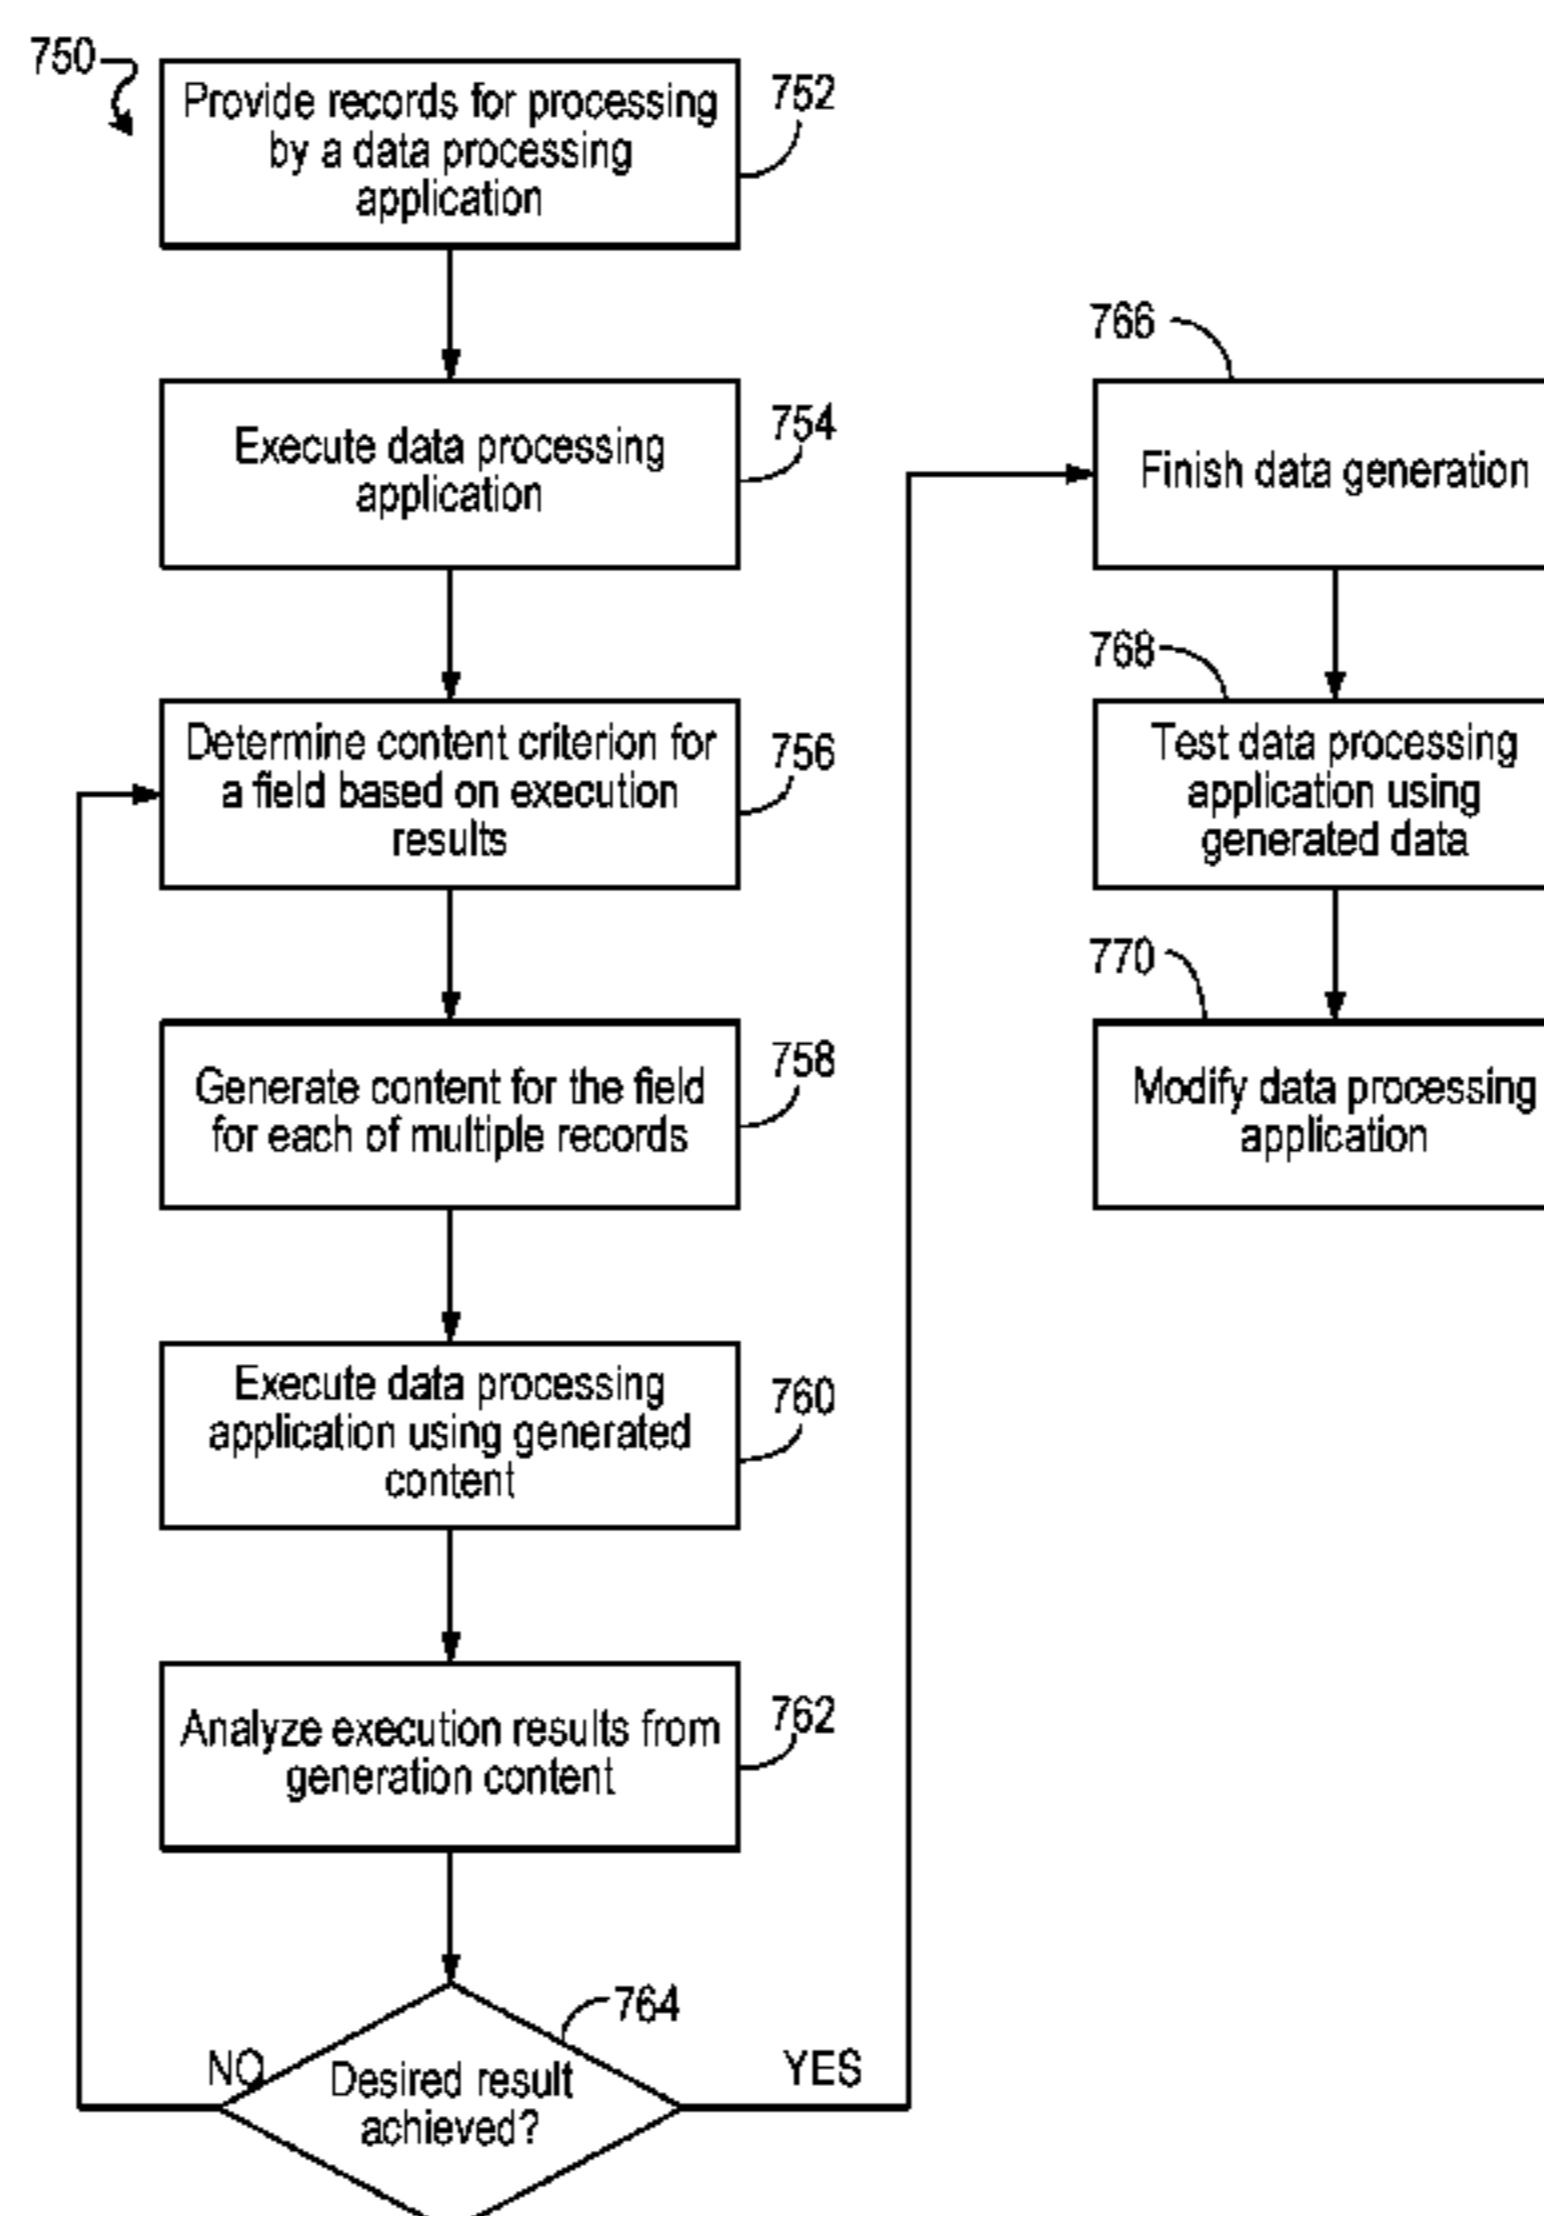 750
Provide records for processing
by a data processing
application
752
Execute data processing
application
754
Determine content criterion for
a field based on execution
results
756
Generate content for the field
for each of multiple records
758
Execute data processing
application using generated
content
760
Analyze execution results from
generation content
762
Desired result
achieved?
764
NO
YES
766
Finish data generation
768
Test data processing
application using
generated data
770
Modify data processing
application